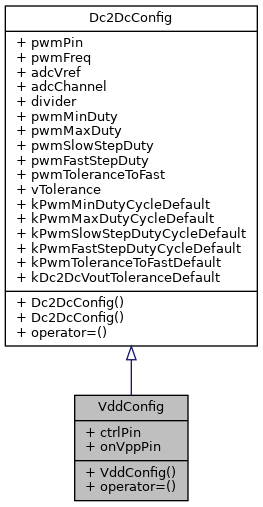 Dc2DcConfig
+ pwmPin
+ pwmFreq
+ adcVref
+ adcChannel
+ divider
+ pwmMinDuty
+ pwmMaxDuty
+ pwmSlowStepDuty
+ pwmFastStepDuty
+ pwmToleranceToFast
+ vTolerance
+ kPwmMinDutyCycleDefault
+ kPwmMaxDutyCycleDefault
+ kPwmSlowStepDutyCycleDefault
+ kPwmFastStepDutyCycleDefault
+ kPwmToleranceToFastDefault
+ kDc2DcVoutToleranceDefault
+ Dc2DcConfig()
+ Dc2DcConfig()
+ operator=()
VddConfig
+ ctrlPin
+ onVppPin
+ VddConfig()
+ operator=()